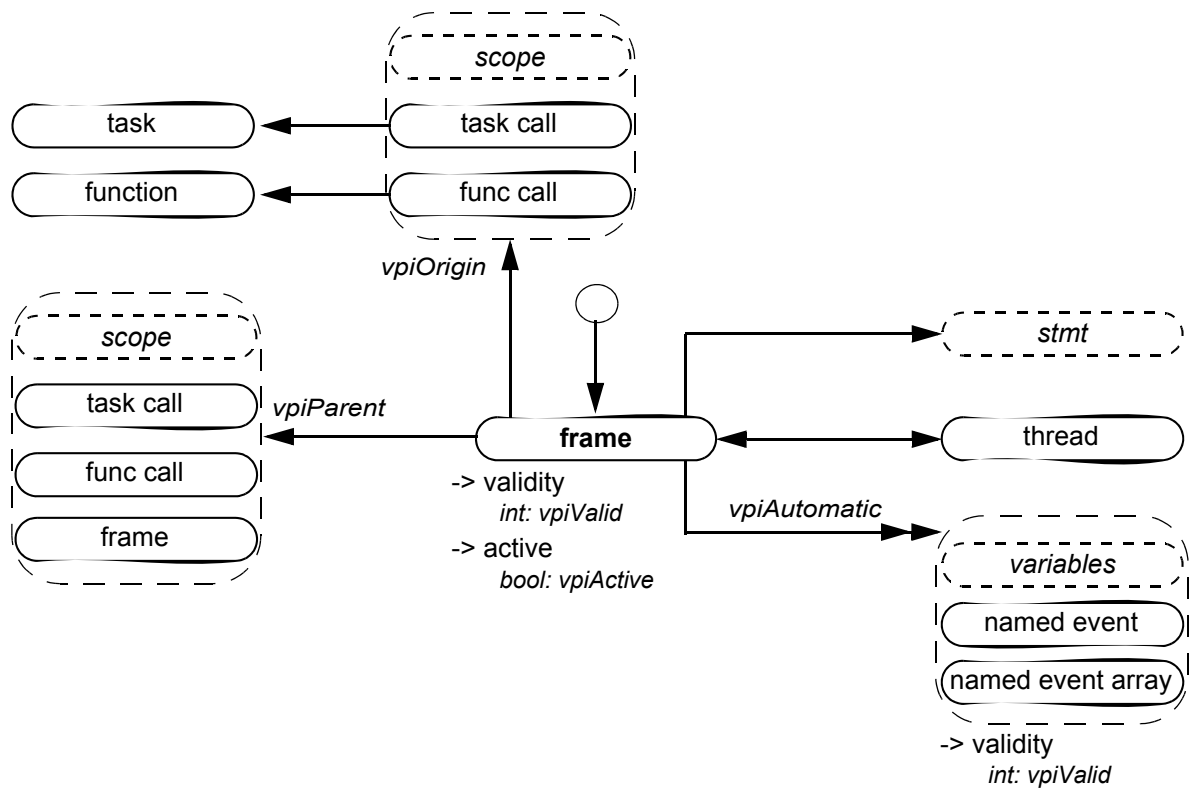 scope
task call
func call
task
function
vpiOrigin
scope
task call
func call
frame
vpiParent
frame
-> validity
int: vpiValid
-> active
bool: vpiActive
stmt
thread
vpiAutomatic
variables
named event
named event array
-> validity
int: vpiValid